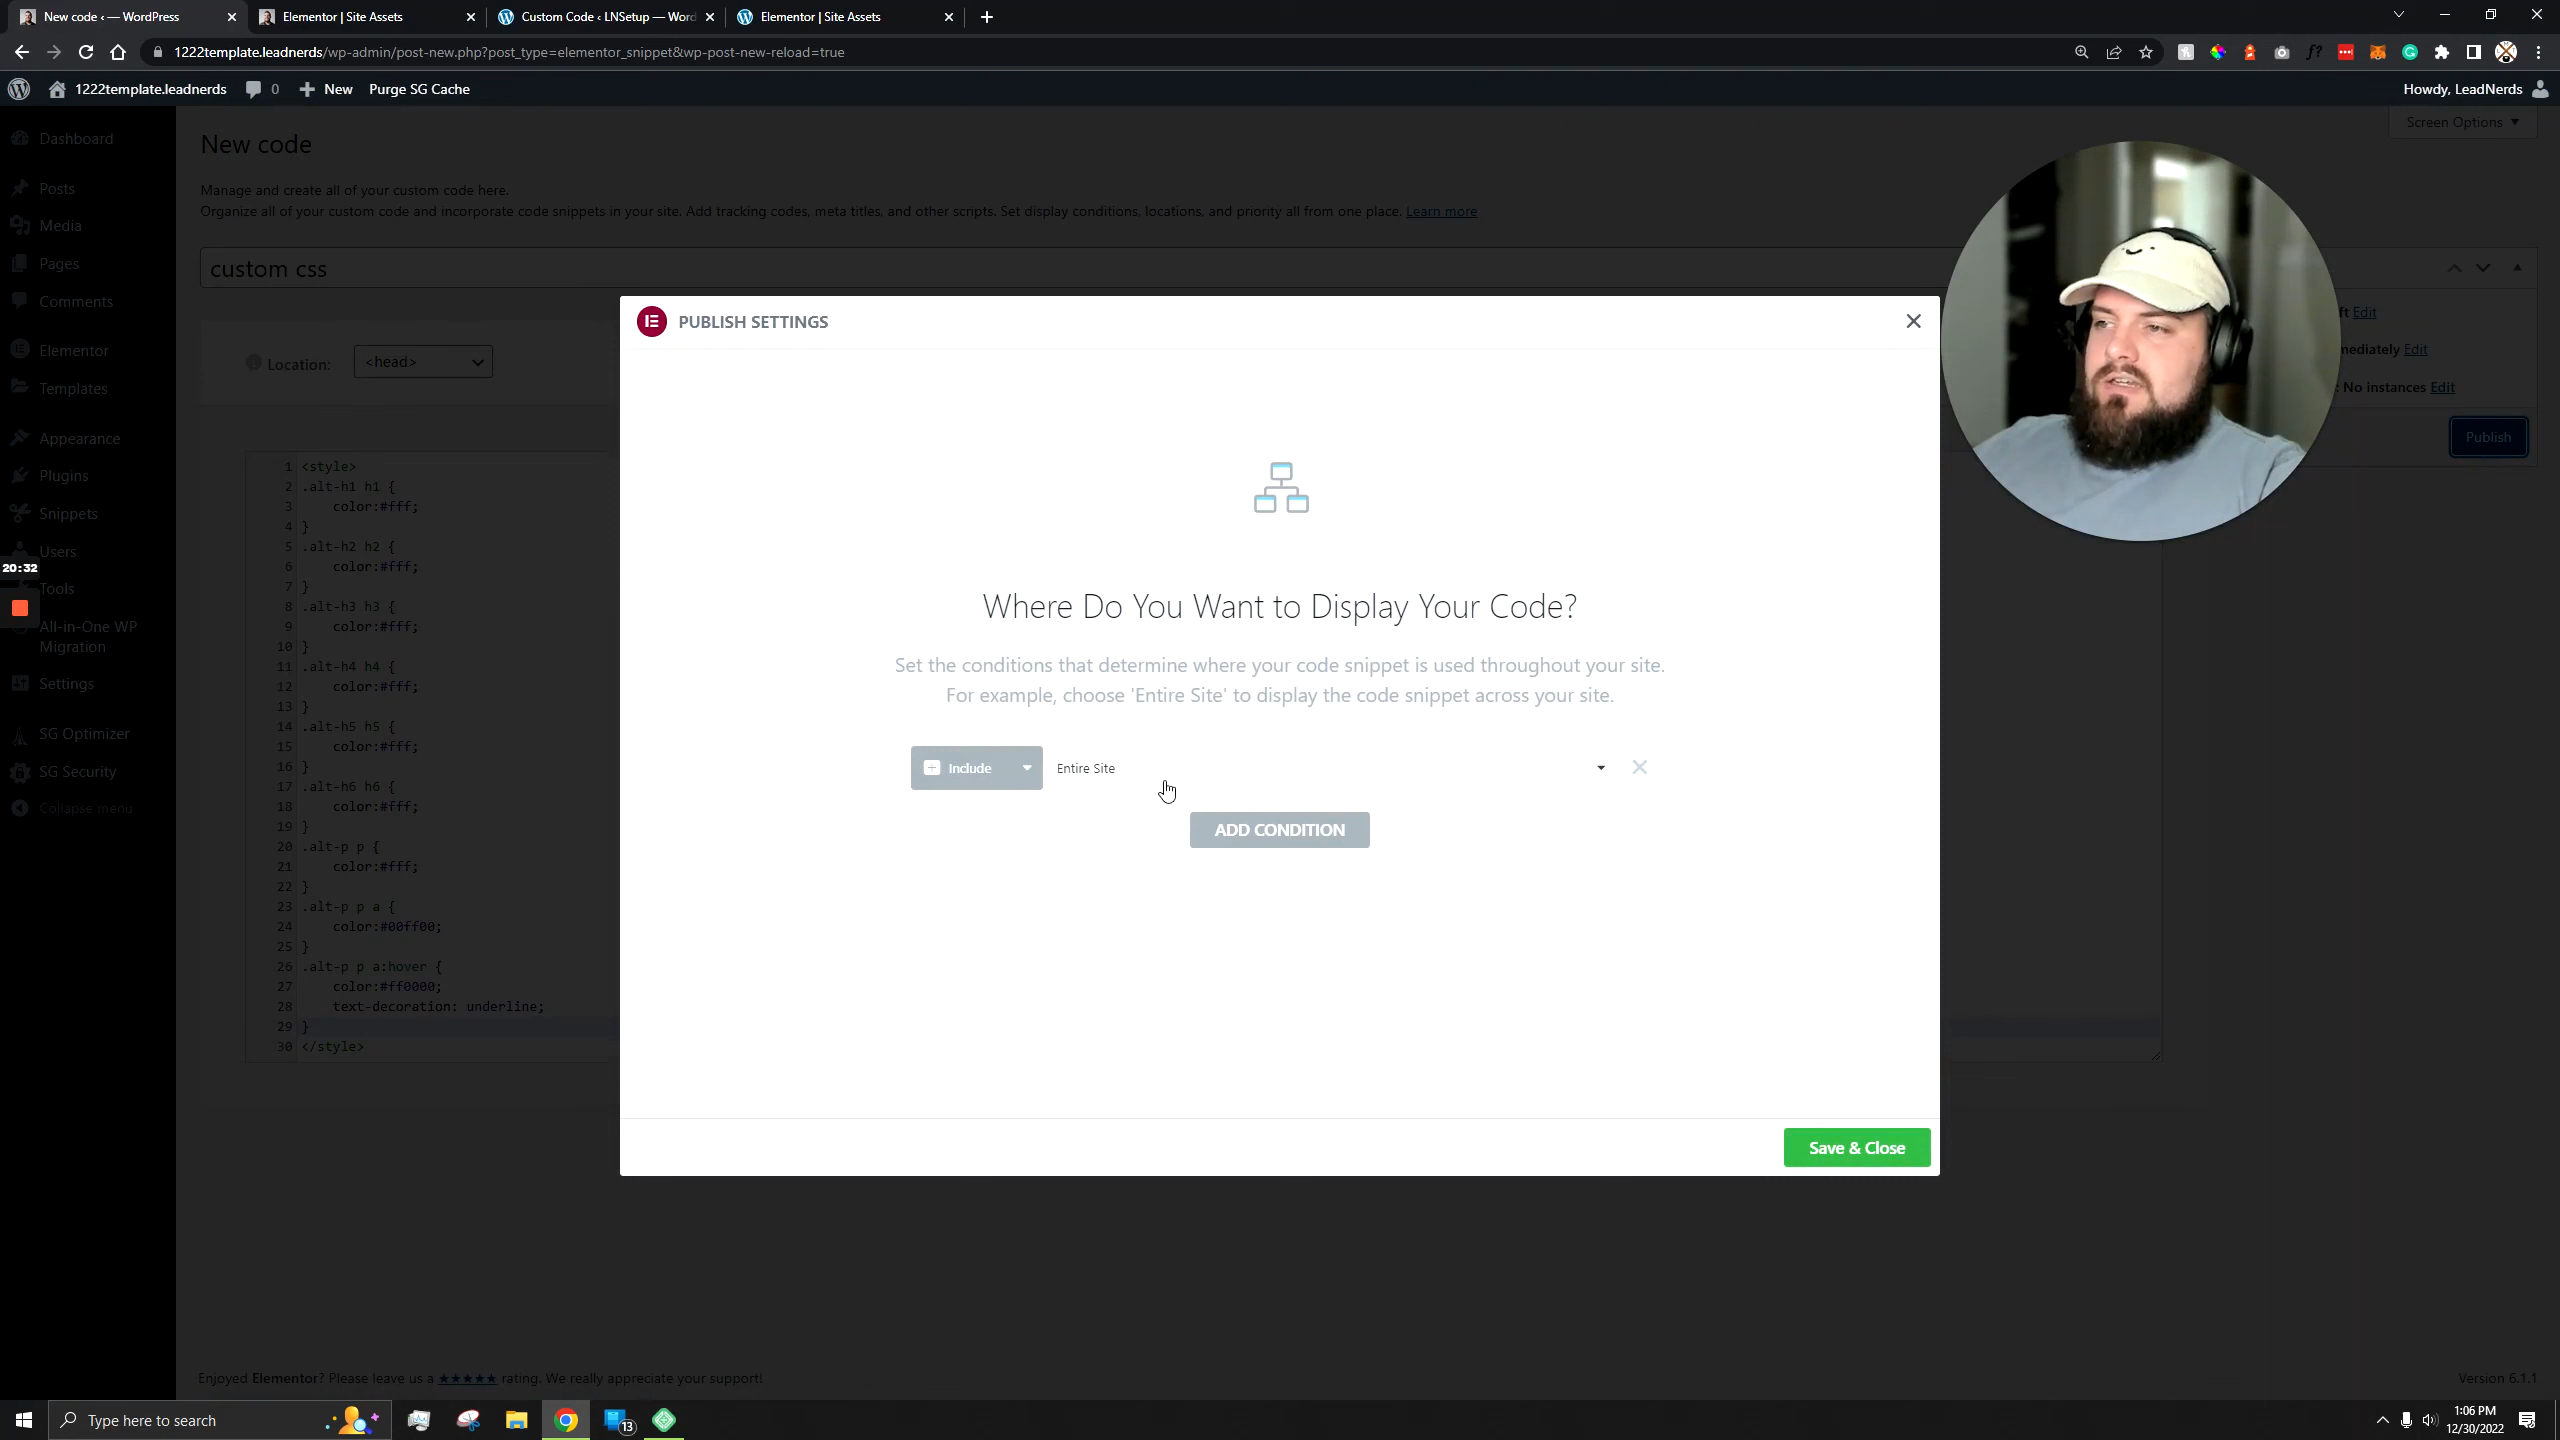 New code ‹ — WordPress
Elementor | Site Assets
Custom Code ‹ LNSetup — Word
Elementor | Site Assets
1222template.leadnerds/wp-admin/post-new.php?post_type=elementor_snippet&wp-post-new-reload=true
1222template.leadnerds
0
New
Purge SG Cache
Howdy, LeadNerds
Screen Options
Dashboard
Posts
Media
Pages
Comments
Elementor
Templates
Appearance
Plugins
Snippets
Users
20:32
Tools
All-in-One WP
Migration
Settings
SG Optimizer
SG Security
Collapse menu
New code
Manage and create all of your custom code here.
Organize all of your custom code and incorporate code snippets in your site. Add tracking codes, meta titles, and other scripts. Set display conditions, locations, and priority all from one place. Learn more
custom css
Location:
<head>
1 <style>
2 .alt-h1 h1 {
3 color:#fff;
4 }
5 .alt-h2 h2 {
6 color:#fff;
7 }
8 .alt-h3 h3 {
9 color:#fff;
10 }
11 .alt-h4 h4 {
12 color:#fff;
13 }
14 .alt-h5 h5 {
15 color:#fff;
16 }
17 .alt-h6 h6 {
18 color:#fff;
19 }
20 .alt-p p {
21 color:#fff;
22 }
23 .alt-p p a {
24 color:#00ff00;
25 }
26 .alt-p p a:hover {
27 color:#ff0000;
28 text-decoration: underline;
29 }
30 </style>
PUBLISH SETTINGS
Where Do You Want to Display Your Code?
Set the conditions that determine where your code snippet is used throughout your site.
For example, choose 'Entire Site' to display the code snippet across your site.
Include
Entire Site
ADD CONDITION
Save & Close
Edit
Edit
: No instances Edit
Publish
Enjoyed Elementor? Please leave us a ★★★★★ rating. We really appreciate your support!
Version 6.1.1
Type here to search
13
1:06 PM
12/30/2022